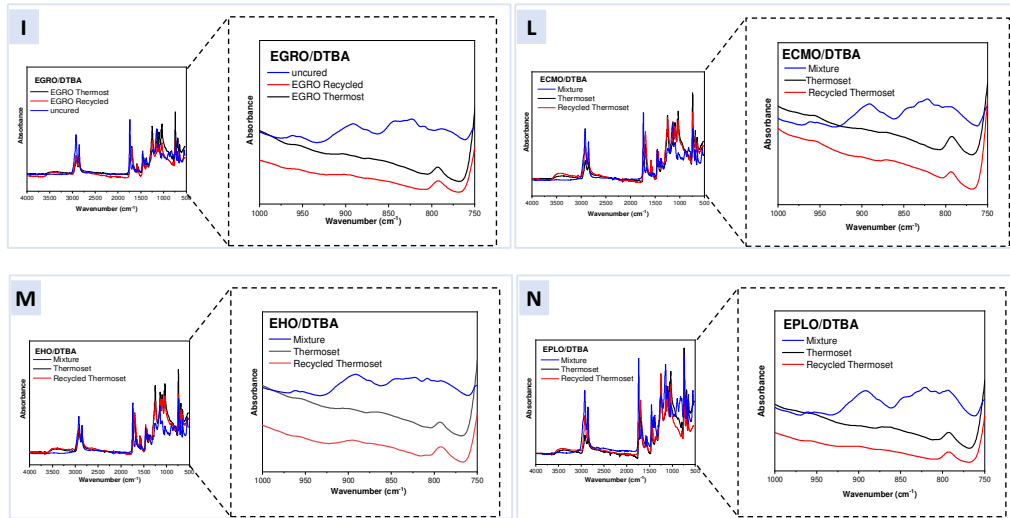 I
EGRO/DTBA
EGRO Thermost
EGRO Recycled
uncured
Absorbance
4000 3500 3000 2500 2000 1500 1000 500
Wavenumber (cm⁻¹)
EGRO/DTBA
uncured
EGRO Recycled
EGRO Thermost
Absorbance
1000 950 900 850 800 750
Wavenumber (cm⁻¹)
L
ECMO/DTBA
Mixture
Thermoset
Recycled Thermoset
Absorbance
4000 3500 3000 2500 2000 1500 1000 500
Wavenumber (cm⁻¹)
ECMO/DTBA
Mixture
Thermoset
Recycled Thermoset
Absorbance
1000 950 900 850 800 750
Wavenumber (cm⁻¹)
M
EHO/DTBA
Mixture
Thermoset
Recycled Thermoset
Absorbance
4000 3500 3000 2500 2000 1500 1000 500
Wavenumber (cm⁻¹)
EHO/DTBA
Mixture
Thermoset
Recycled Thermoset
Absorbance
1000 950 900 850 800 750
Wavenumber (cm⁻¹)
N
EPLO/DTBA
Mixture
Thermoset
Recycled Thermoset
Absorbance
4000 3500 3000 2500 2000 1500 1000 500
Wavenumber (cm⁻¹)
EPLO/DTBA
Mixture
Thermoset
Recycled Thermoset
Absorbance
1000 950 900 850 800 750
Wavenumber (cm⁻¹)